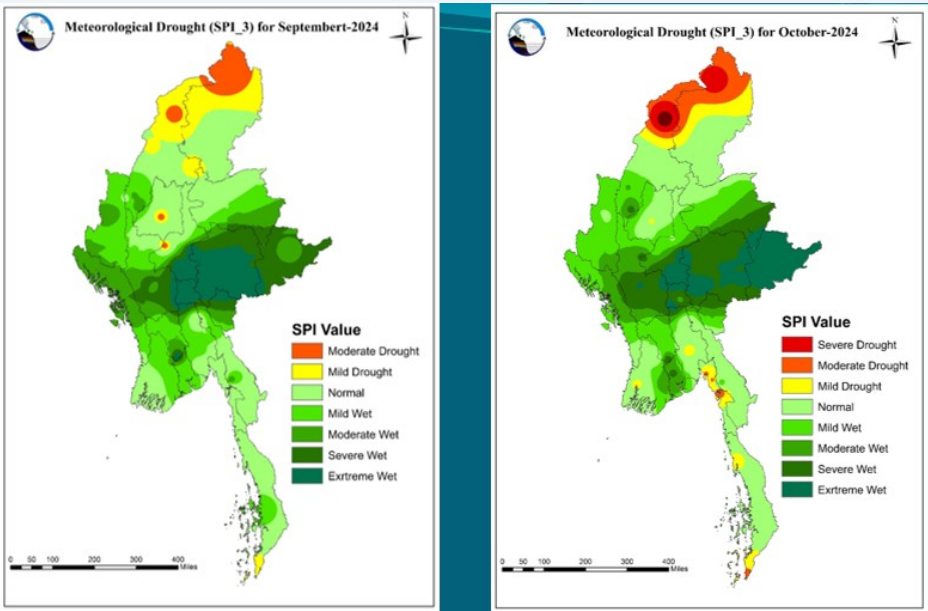 Meteorological Drought (SPI_3) for Septembert-2024
N
SPI Value
Moderate Drought
Mild Drought
Normal
Mild Wet
Moderate Wet
Severe Wet
Exrtreme Wet
0 50 100 200 300 400
Miles
Meteorological Drought (SPI_3) for October-2024
N
SPI Value
Severe Drought
Moderate Drought
Mild Drought
Normal
Mild Wet
Moderate Wet
Severe Wet
Exrtreme Wet
0 50 100 200 300 400
Miles